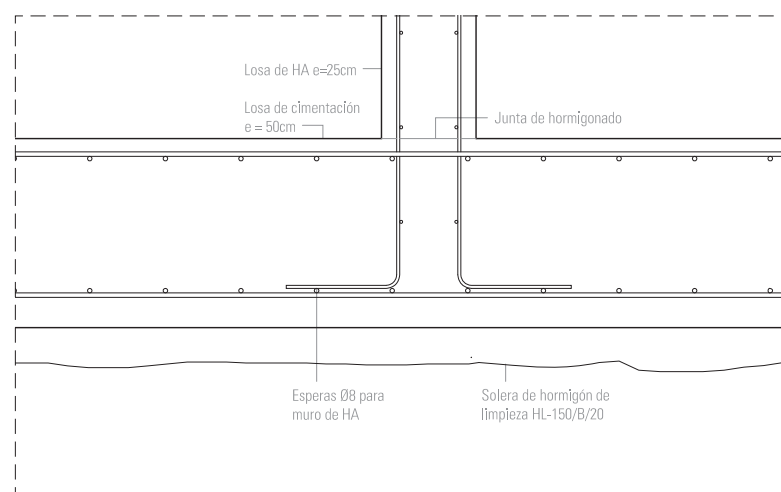 Losa de HA e=25cm
Losa de cimentación
e = 50cm
Junta de hormigonado
Esperas Ø8 para
muro de HA
Solera de hormigón de
limpieza HL-150/B/20